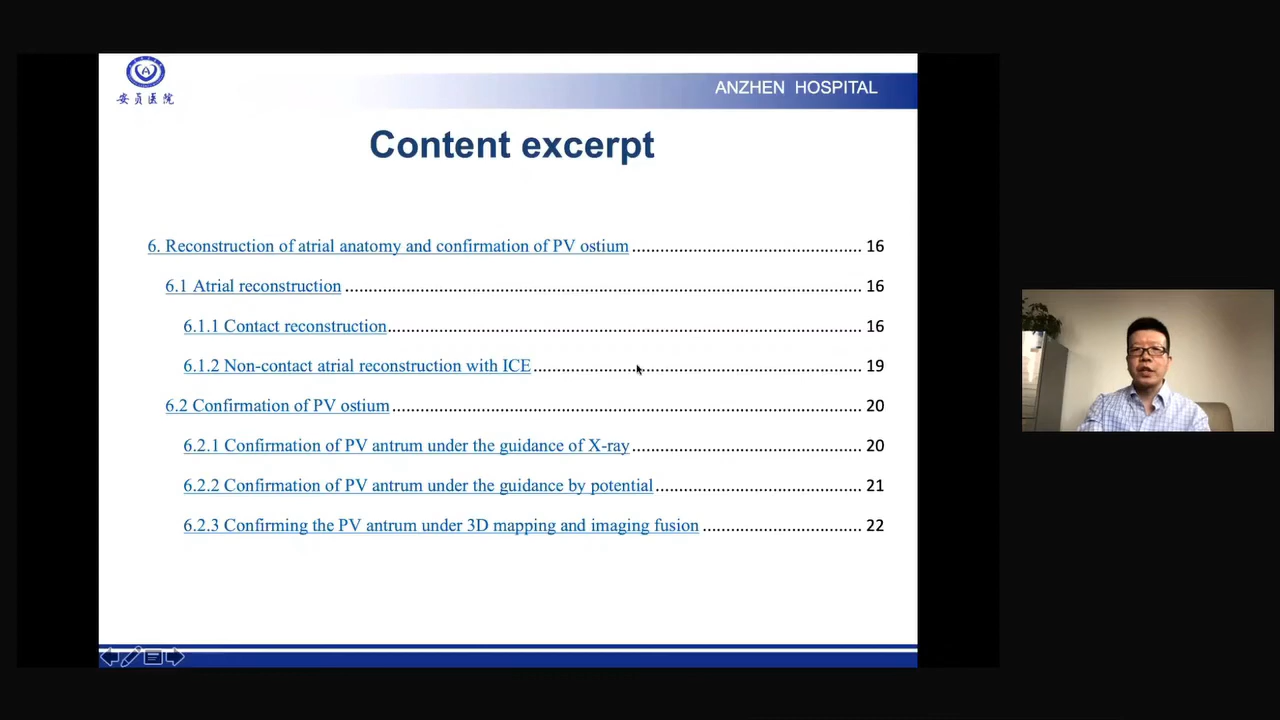 安贞医院
ANZHEN HOSPITAL
Content excerpt
6. Reconstruction of atrial anatomy and confirmation of PV ostium ................................................ 16
6.1 Atrial reconstruction ................................................ 16
6.1.1 Contact reconstruction ................................................ 16
6.1.2 Non-contact atrial reconstruction with ICE ................................................ 19
6.2 Confirmation of PV ostium ................................................ 20
6.2.1 Confirmation of PV antrum under the guidance of X-ray ................................................ 20
6.2.2 Confirmation of PV antrum under the guidance by potential ................................................ 21
6.2.3 Confirming the PV antrum under 3D mapping and imaging fusion ................................................ 22